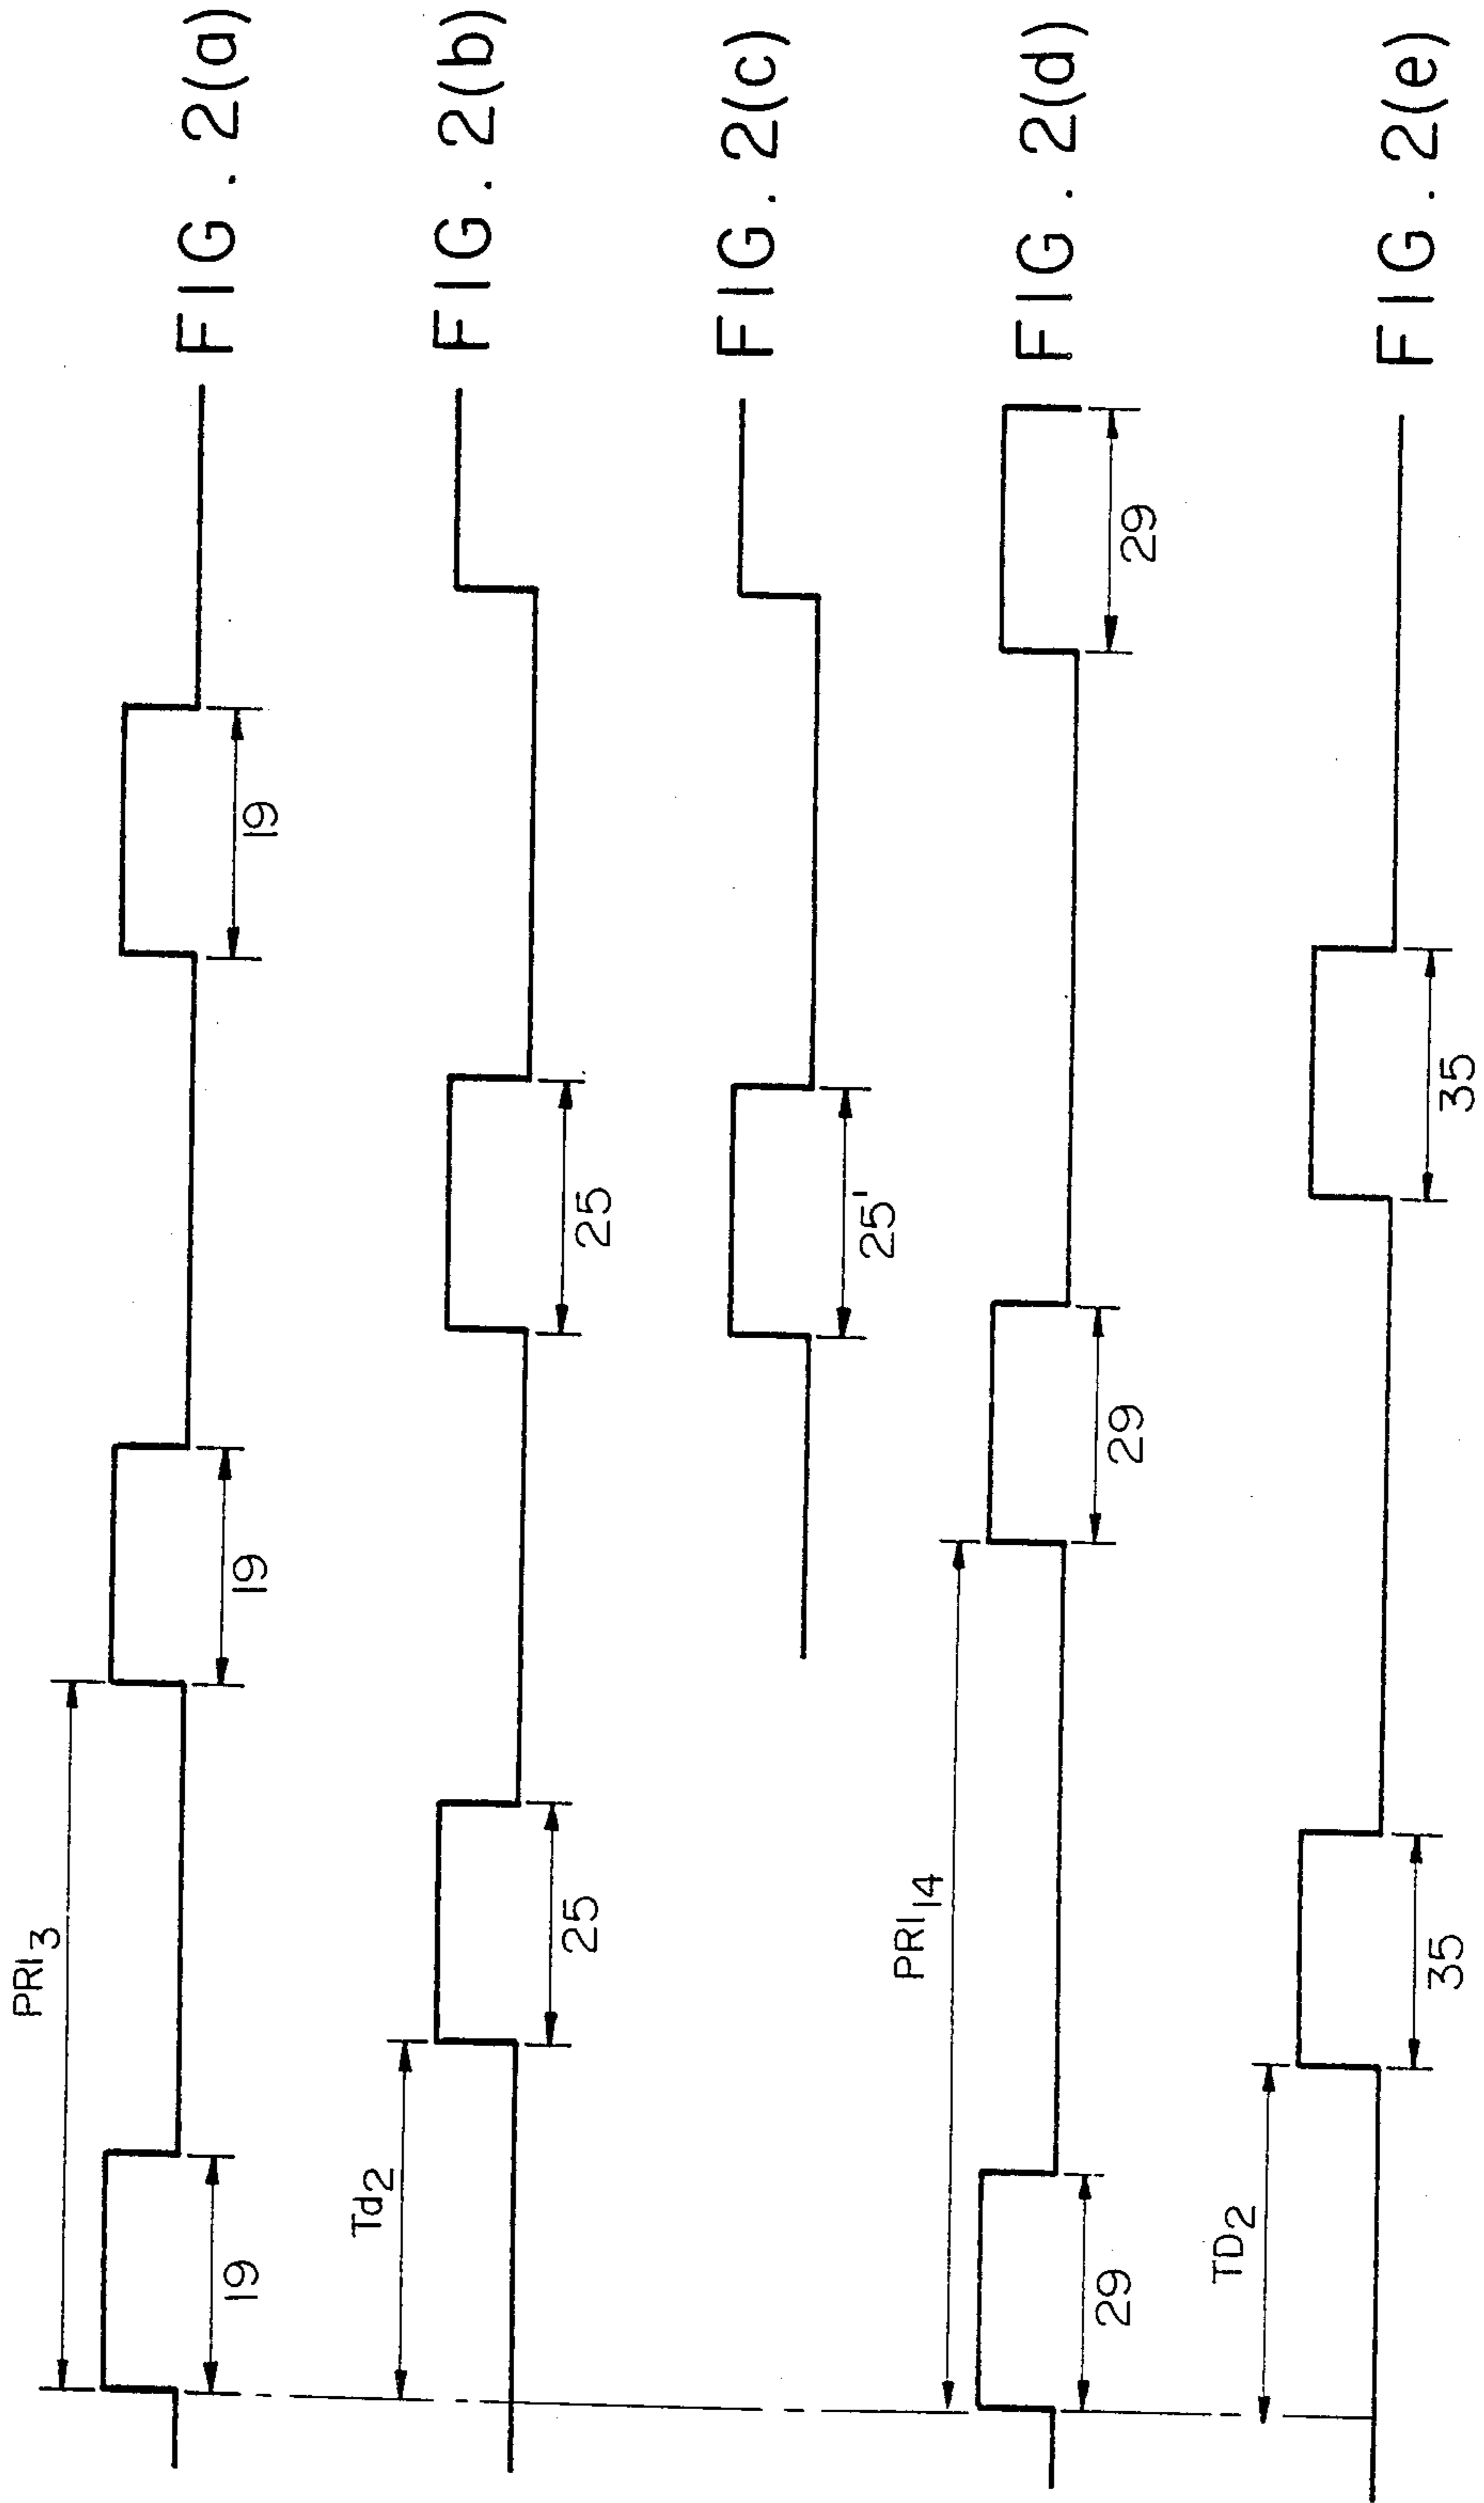 PRI3
19
19
19
FIG. 2(a)
Td2
25
25
FIG. 2(b)
25'
FIG. 2(c)
PRI14
29
29
29
FIG. 2(d)
TD2
35
35
FIG. 2(e)